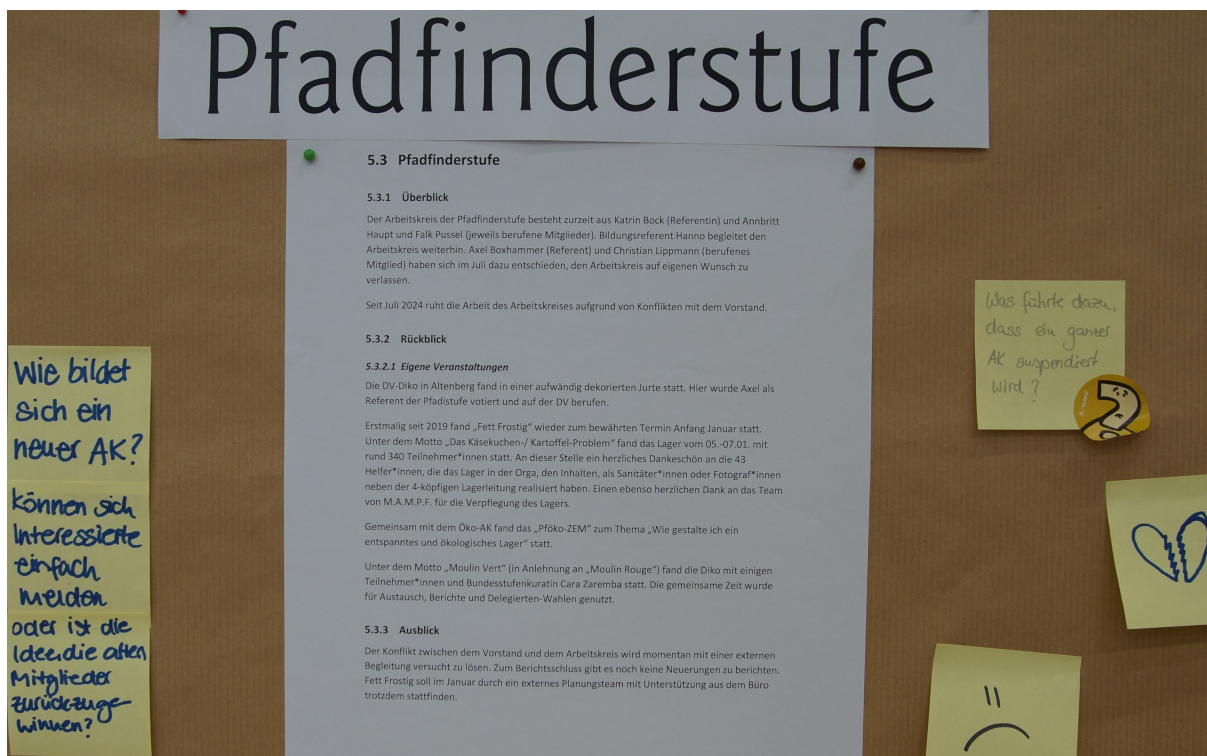 Pfadfinderstufe
5.3 Pfadfinderstufe
5.3.1 Überblick
Der Arbeitskreis der Pfadfinderstufe besteht zurzeit aus Katrin Bock (Referentin) und Annbritt
Haupt und Falk Pussel (jeweils berufene Mitglieder). Bildungsreferent Hanno begleitet den
Arbeitskreis weiterhin. Axel Boxhammer (Referent) und Christian Lippmann (berufenes
Mitglied) haben sich im Juli dazu entschieden, den Arbeitskreis auf eigenen Wunsch zu
verlassen.
Seit Juli 2024 ruht die Arbeit des Arbeitskreises aufgrund von Konflikten mit dem Vorstand.
5.3.2 Rückblick
5.3.2.1 Eigene Veranstaltungen
Die DV-Diko in Altenberg fand in einer aufwändig dekorierten Jurte statt. Hier wurde Axel als
Referent der Pfadistufe votiert und auf der DV berufen.
Erstmalig seit 2019 fand „Fett Frostig“ wieder zum bewährten Termin Anfang Januar statt.
Unter dem Motto „Das Käsekuchen-/ Kartoffel-Problem“ fand das Lager vom 05.-07.01. mit
rund 340 Teilnehmer*innen statt. An dieser Stelle ein herzliches Dankeschön an die 43
Helfer*innen, die das Lager in der Orga, den Inhalten, als Sanitäter*innen oder Fotograf*innen
neben der 4-köpfigen Lagerleitung realisiert haben. Einen ebenso herzlichen Dank an das Team
von M.A.M.P.F. für die Verpflegung des Lagers.
Gemeinsam mit dem Öko-AK fand das „Pföko-ZEM“ zum Thema „Wie gestalte ich ein
entspanntes und ökologisches Lager“ statt.
Unter dem Motto „Moulin Vert“ (in Anlehnung an „Moulin Rouge“) fand die Diko mit einigen
Teilnehmer*innen und Bundesstufenkuratin Cara Zaremba statt. Die gemeinsame Zeit wurde
für Austausch, Berichte und Delegierten-Wahlen genutzt.
5.3.3 Ausblick
Der Konflikt zwischen dem Vorstand und dem Arbeitskreis wird momentan mit einer externen
Begleitung versucht zu lösen. Zum Berichtsschluss gibt es noch keine Neuerungen zu berichten.
Fett Frostig soll im Januar durch ein externes Planungsteam mit Unterstützung aus dem Büro
trotzdem stattfinden.
Wie bildet
sich ein
neuer AK?
können sich
Interessierte
einfach
melden
oder ist die
Idee, die alten
Mitglieder
zurückzuge-
winnen?
Was führte dazu,
dass ein ganzer
AK suspendiert
wird?